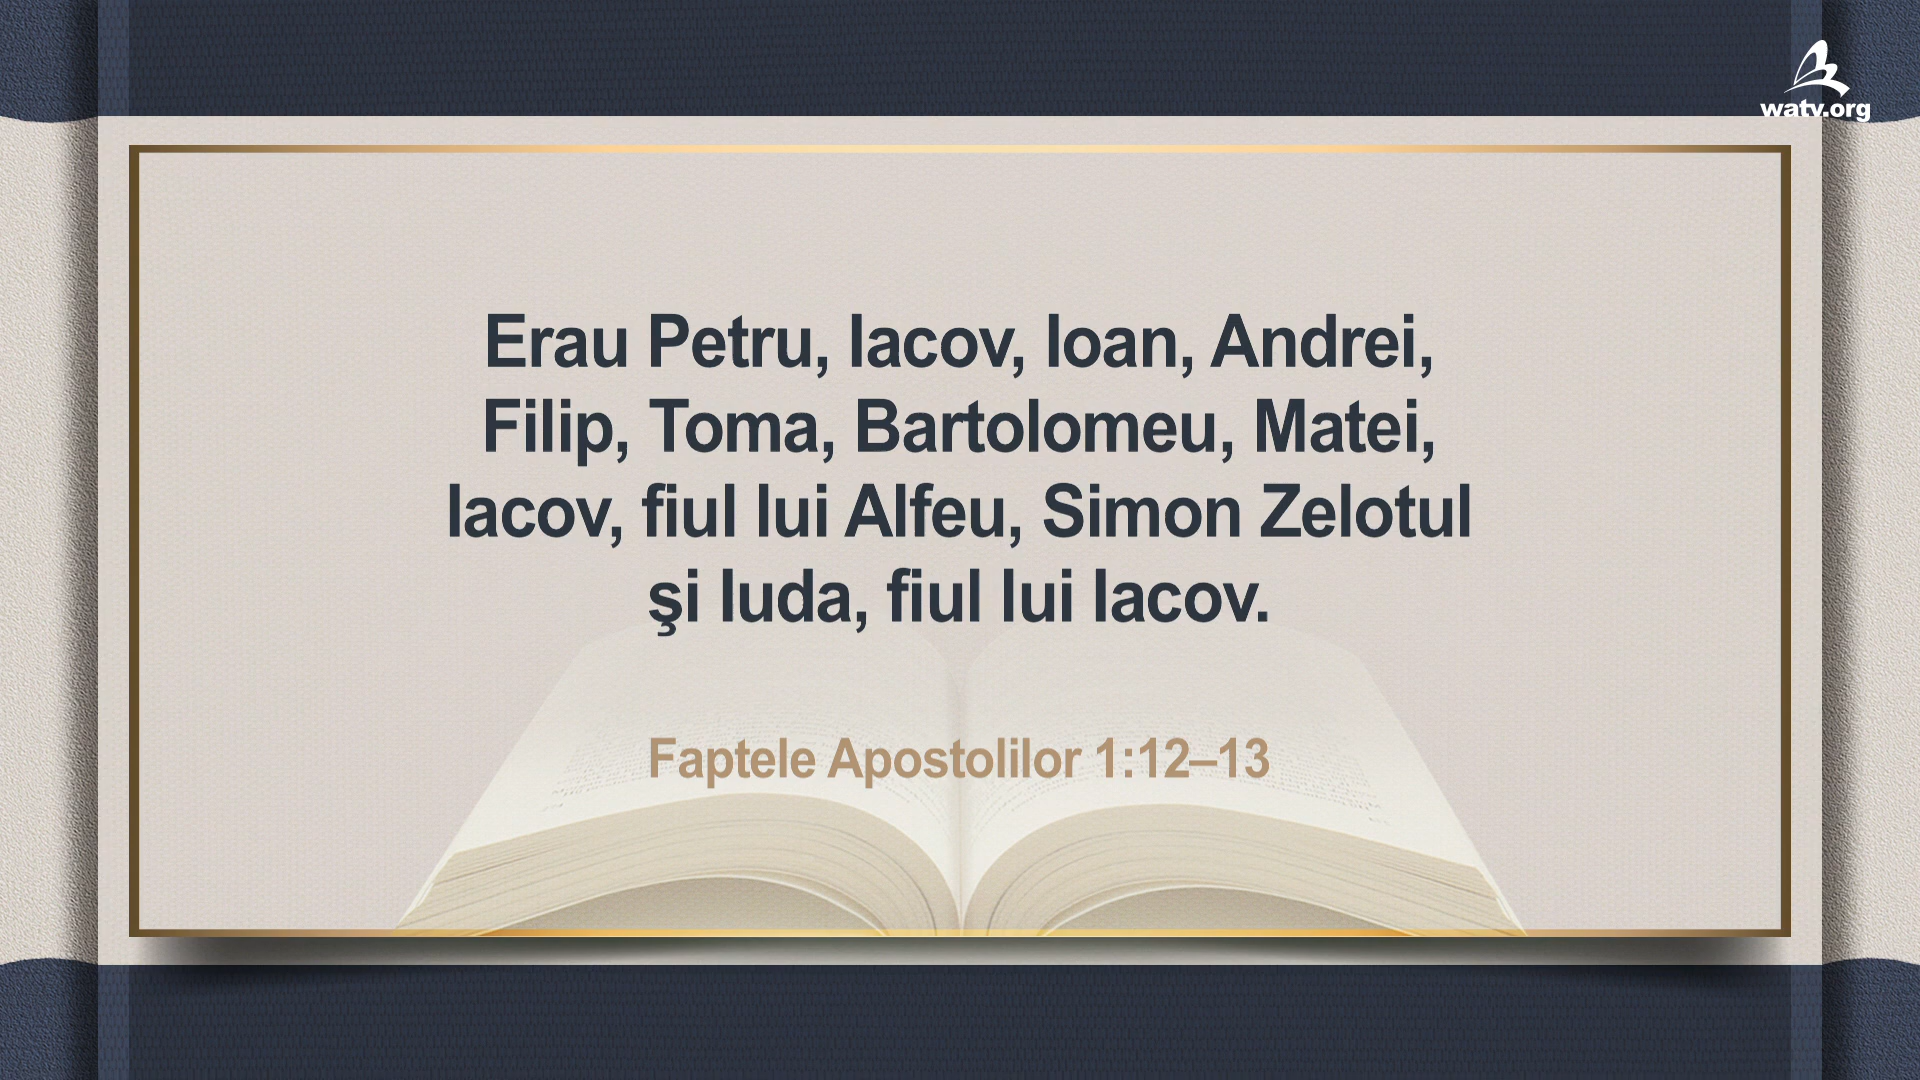 watv.org
Erau Petru, Iacov, Ioan, Andrei,
Filip, Toma, Bartolomeu, Matei,
Iacov, fiul lui Alfeu, Simon Zelotul
şi Iuda, fiul lui Iacov.
Faptele Apostolilor 1:12–13